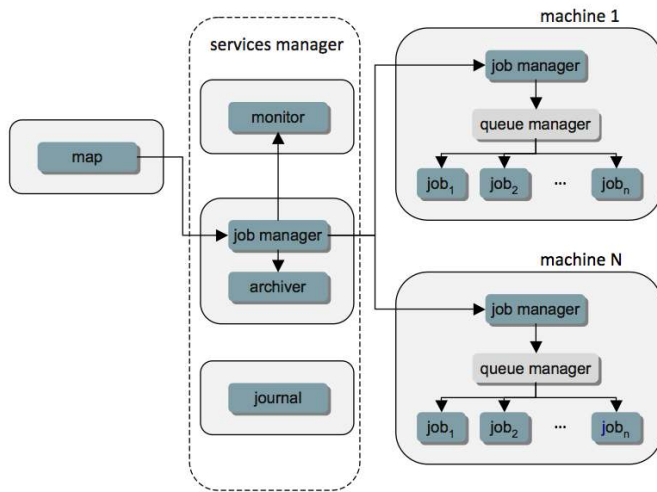 machine 1
services manager
job manager
monitor
queue manager
map
job₁ job₂ ... jobₙ
job manager
machine N
archiver
job manager
queue manager
journal
job₁ job₂ ... jobₙ